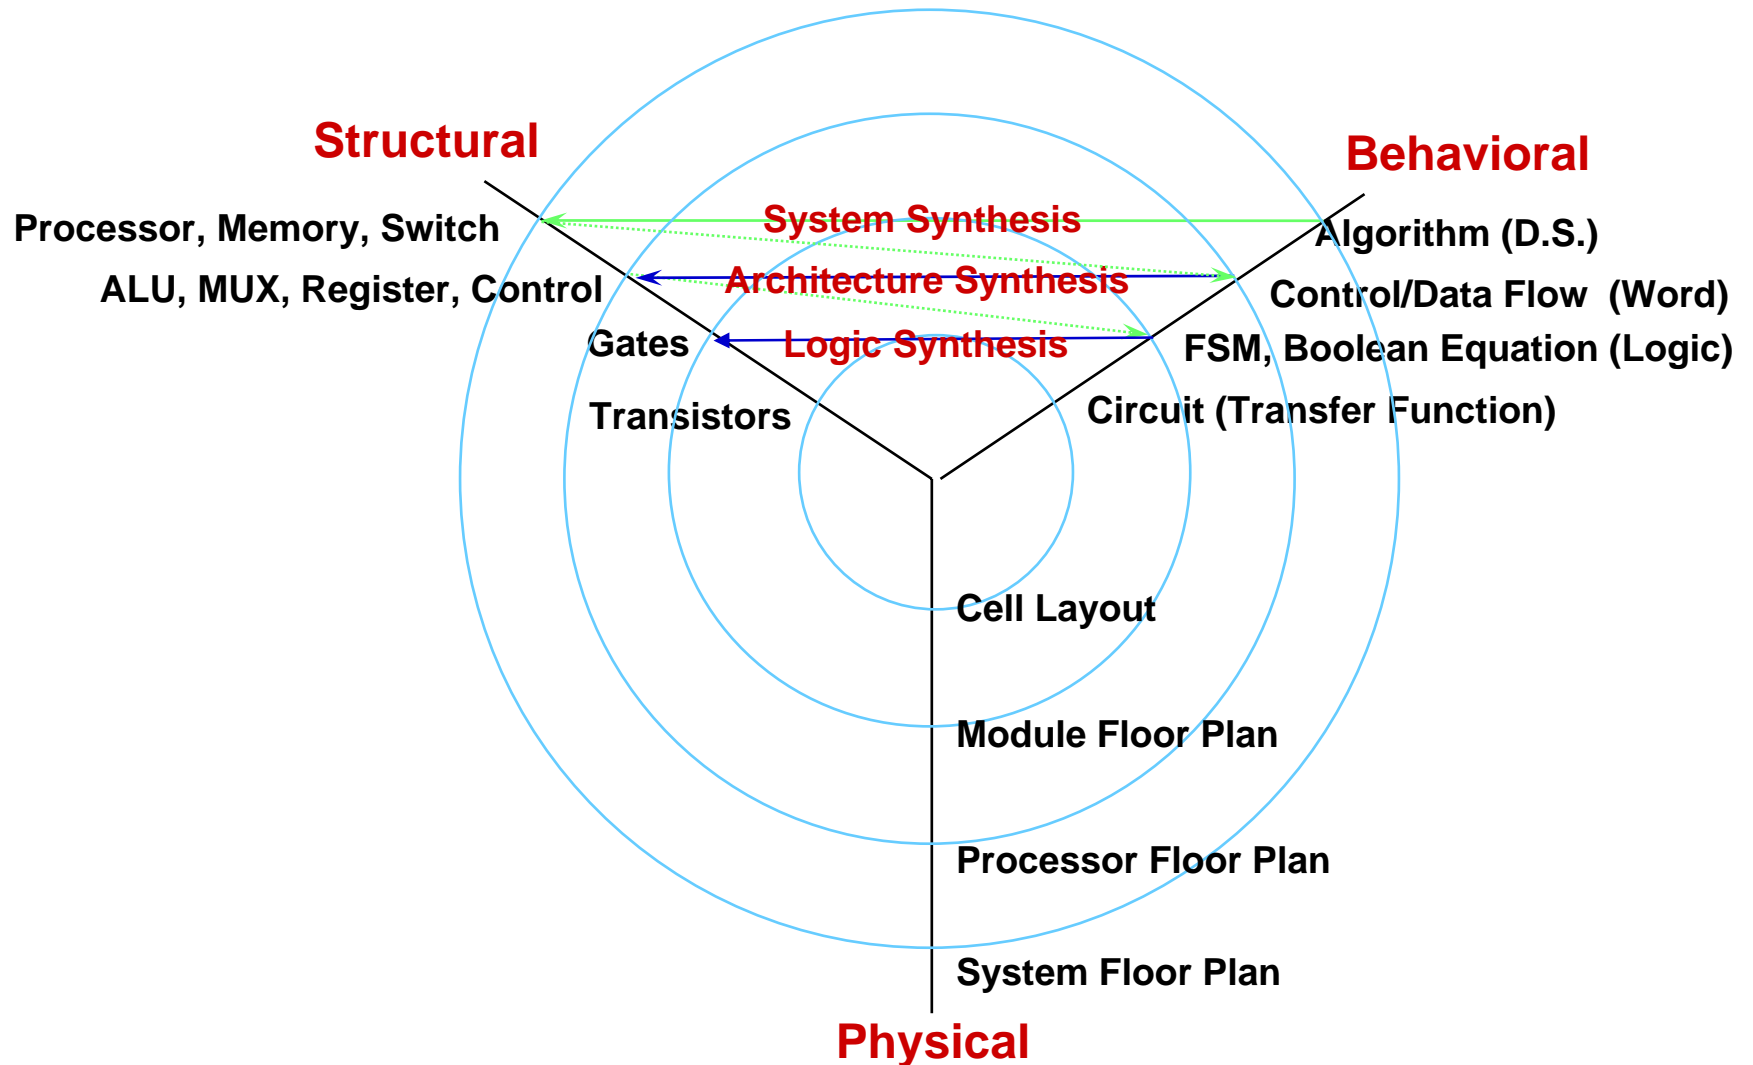 Structural
Behavioral
Processor, Memory, Switch
System Synthesis
Algorithm (D.S.)
ALU, MUX, Register, Control
Architecture Synthesis
Control/Data Flow  (Word)
Gates
Logic Synthesis
FSM, Boolean Equation (Logic)
Transistors
Circuit (Transfer Function)
Cell Layout
Module Floor Plan
Processor Floor Plan
System Floor Plan
Physical